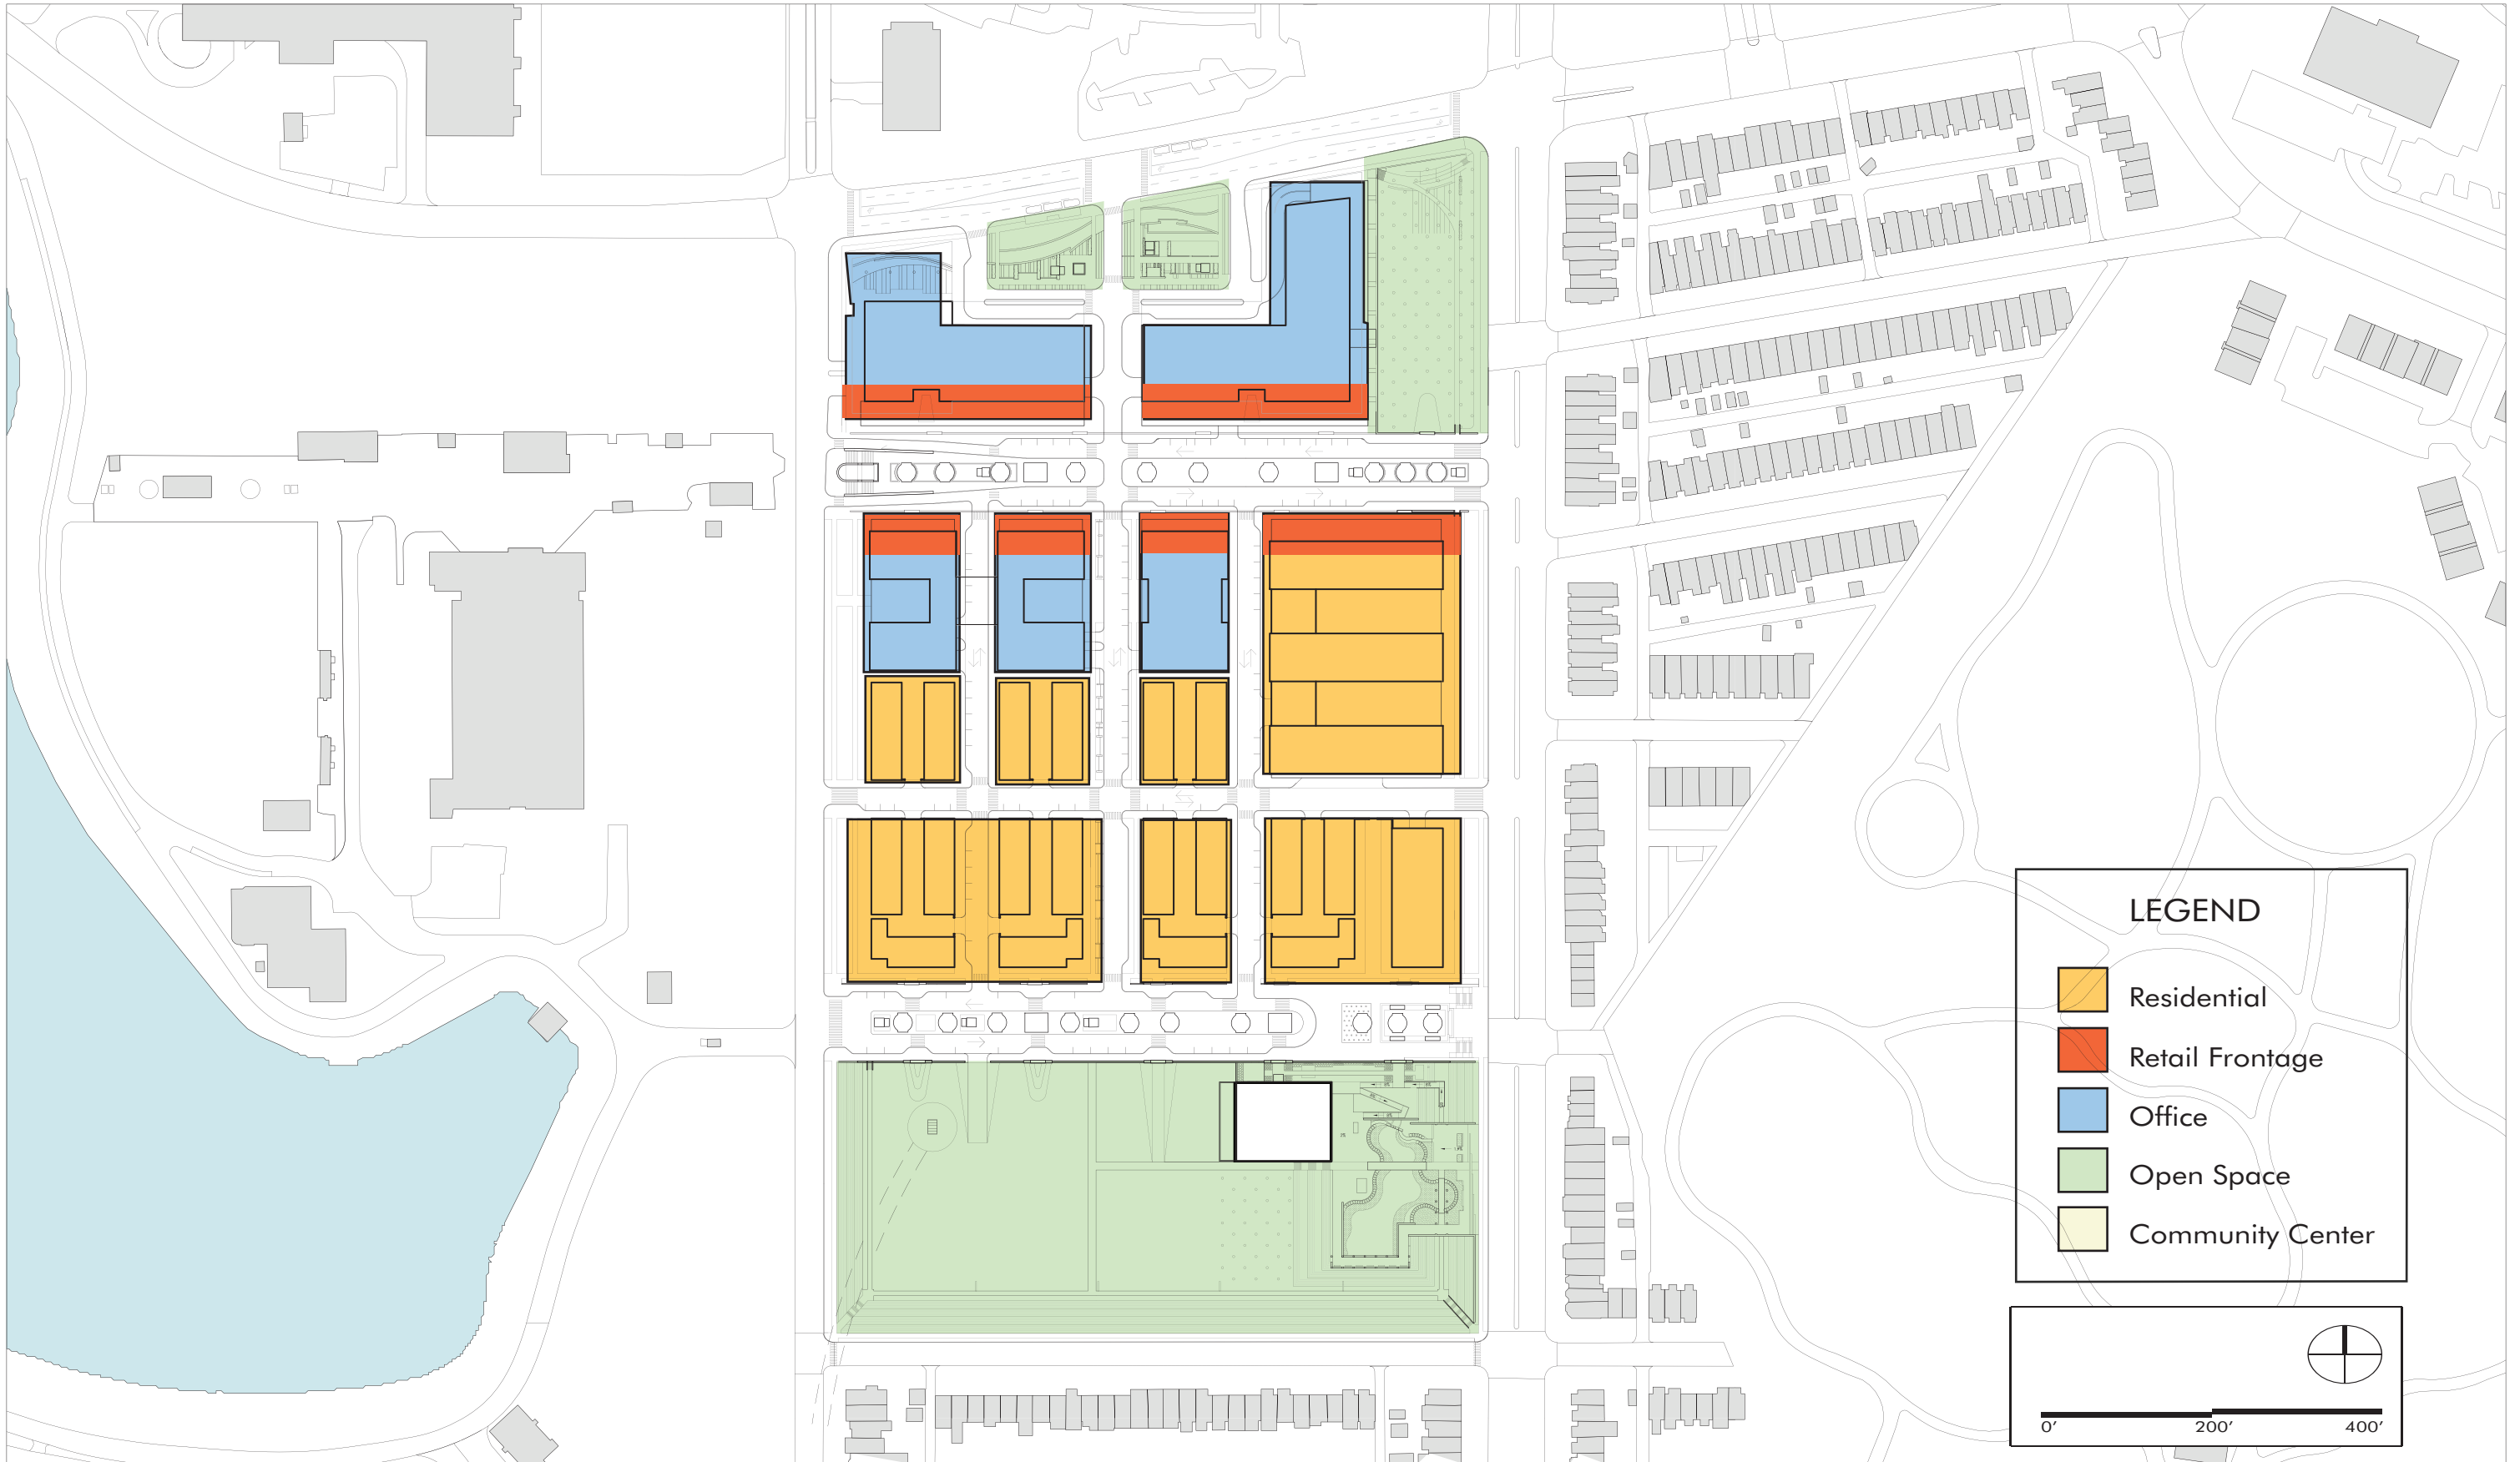 LEGEND
Residential
Retail Frontage
Office
Open Space
Community Center
0’ 200’ 400’